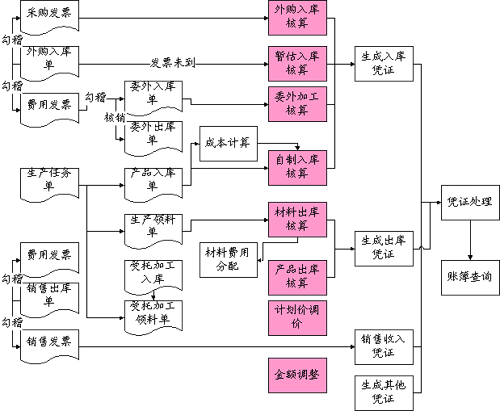 采购发票
外购入库
核算
勾稽
外购入库
单
发票未到
暂估入库
核算
生成入库
凭证
勾稽
费用发票
勾稽
委外入库
单
委外加工
核算
核销
委外出库
单
成本计算
自制入库
核算
生产任务
单
产品入库
单
凭证处理
生产领料
单
材料出库
核算
材料费用
分配
生成出库
凭证
费用发票
受托加工
入库
产品出库
核算
账簿查询
勾稽
销售出库
单
受托加工
领料单
计划价调
价
勾稽
销售发票
销售收入
凭证
金额调整
生成其他
凭证